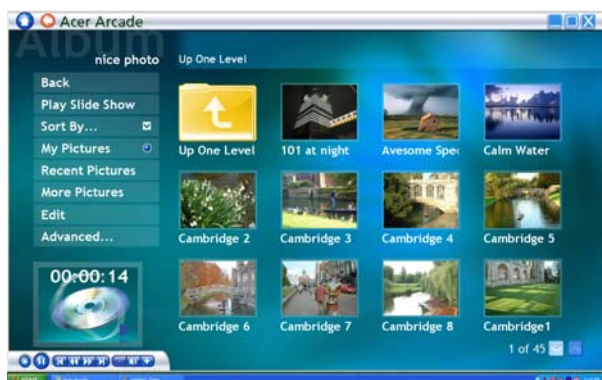 Acer Arcade
Album
nice photo
Up One Level
Back
Play Slide Show
Sort By...
My Pictures
Recent Pictures
More Pictures
Edit
Advanced...
Up One Level
101 at night
Avesome Spec
Calm Water
Cambridge 2
Cambridge 3
Cambridge 4
Cambridge 5
Cambridge 6
Cambridge 7
Cambridge 8
Cambridge1
00:00:14
1 of 45